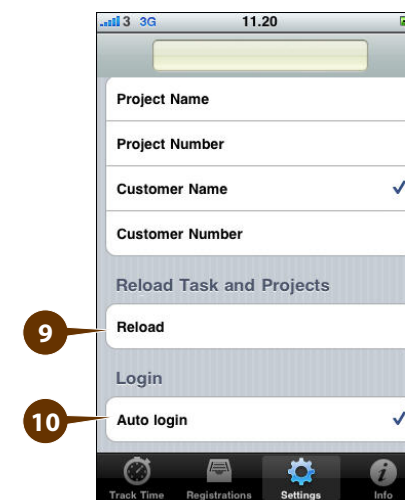 3 3G 11.20
Project Name
Project Number
Customer Name
Customer Number
Reload Task and Projects
9
Reload
Login
10
Auto login
Track Time Registrations Settings Info